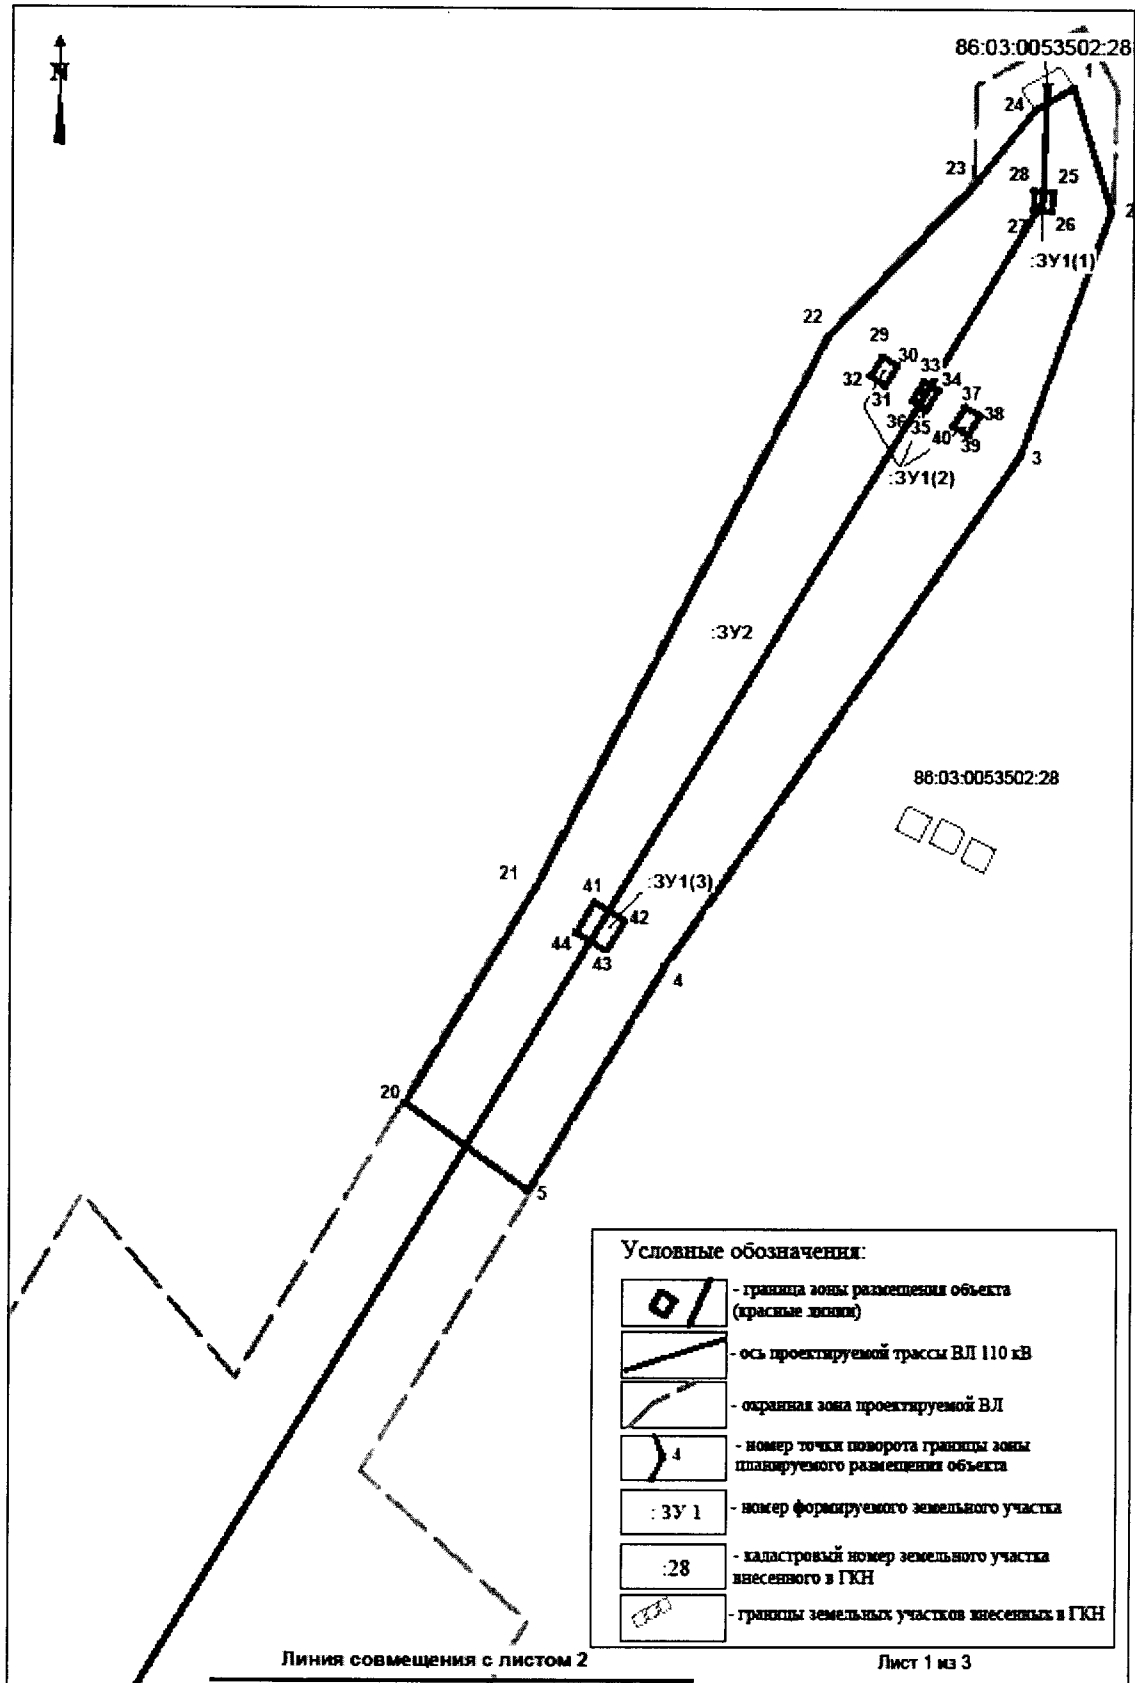 N
86:03:0053502:28
1
24
23
28 25
2
27 26
:ЗУ1(1)
22
29
30
33
32
34
31
37
36
38
35
40
39
3
:ЗУ1(2)
:ЗУ2
86:03:0053502:28
21
41
:ЗУ1(3)
42
44
43
4
20
5
Условные обозначения:
- граница зоны размещения объекта
(красные линии)
- ось проектируемой трассы ВЛ 110 кВ
- охранная зона проектируемой ВЛ
4
- номер точки поворота границы зоны
планируемого размещения объекта
: ЗУ 1
- номер формируемого земельного участка
:28
- кадастровый номер земельного участка
внесенного в ГКН
- границы земельных участков внесенных в ГКН
Линия совмещения с листом 2
Лист 1 из 3